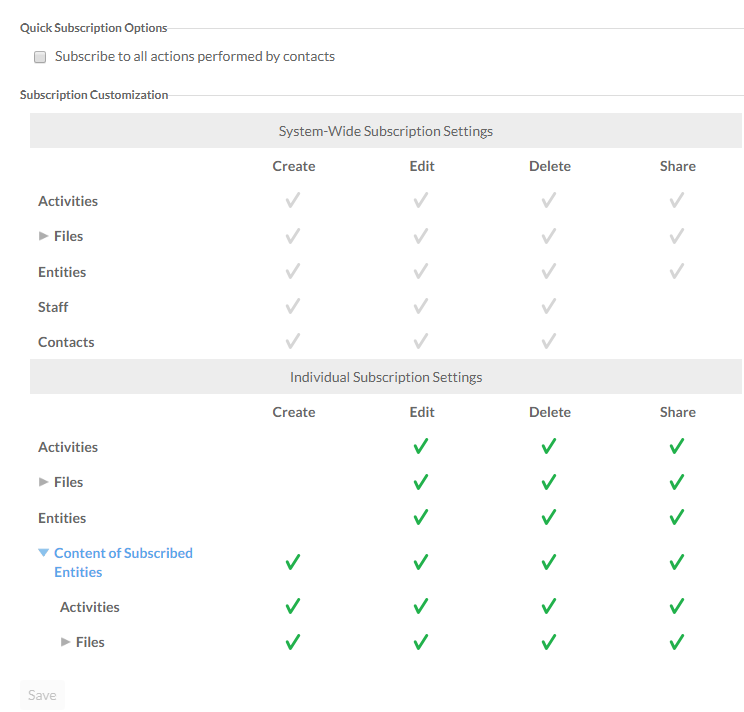 Quick Subscription Options
Subscribe to all actions performed by contacts
Subscription Customization
System-Wide Subscription Settings
Create Edit Delete Share
Activities
Files
Entities
Staff
Contacts
Individual Subscription Settings
Create Edit Delete Share
Activities
Files
Entities
Content of Subscribed
Entities
Activities
Files
Save